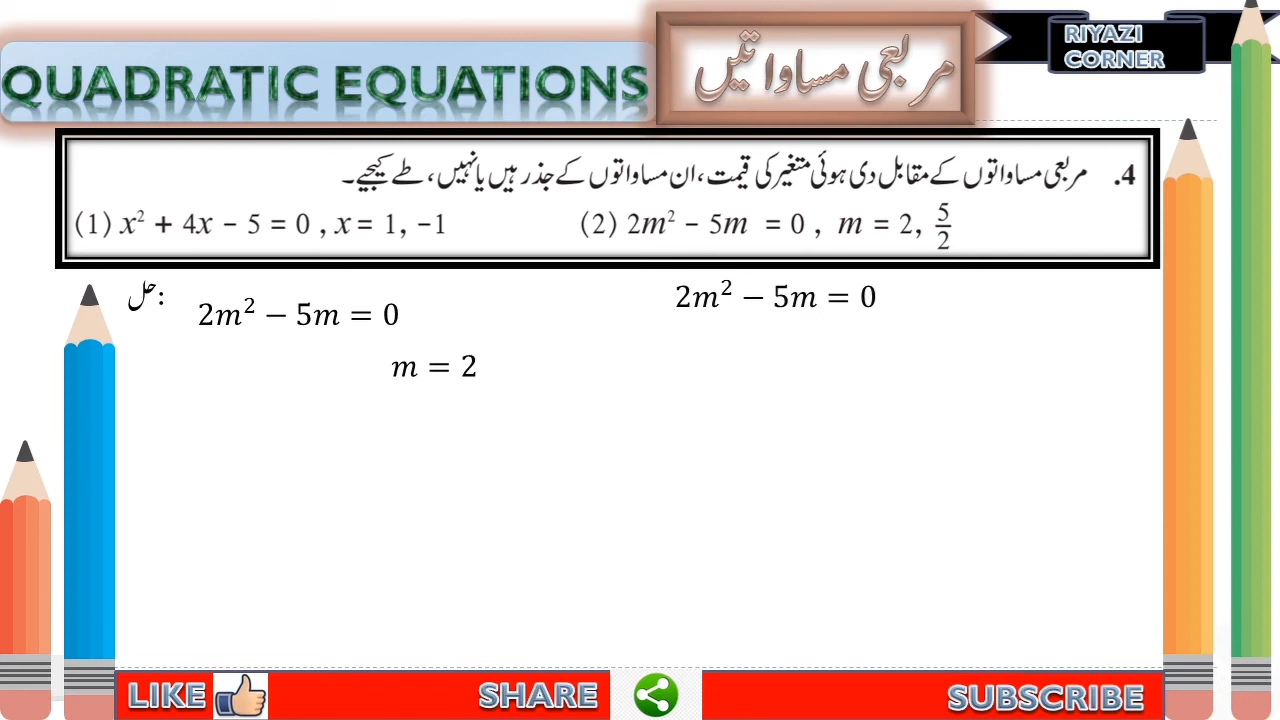 QUADRATIC EQUATIONS
مربعی مساواتیں
RIYAZI
CORNER
4. مربعی مساواتوں کے مقابل دی ہوئی متغیر کی قیمت، ان مساواتوں کے جذر ہیں یا نہیں، طے کیجیے۔
(1) x² + 4x − 5 = 0 , x = 1, −1 (2) 2m² − 5m = 0 , m = 2, 5/2
حل:
2m² − 5m = 0
m = 2
2m² − 5m = 0
LIKE SHARE SUBSCRIBE